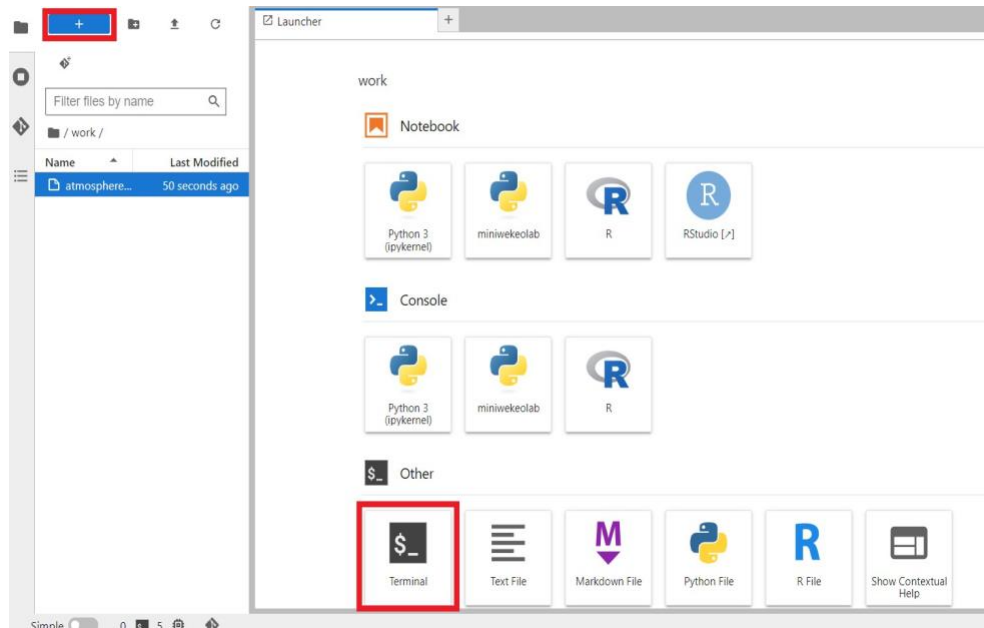 +
Launcher
+
Filter files by name
/ work /
Name
Last Modified
atmosphere...
50 seconds ago
work
Notebook
Python 3
(ipykernel)
miniwekeolab
R
R
R
RStudio [↗]
>_
Console
Python 3
(ipykernel)
miniwekeolab
R
R
$_
Other
$_
Terminal
Text File
M
Markdown File
Python File
R
R File
Show Contextual
Help
Simple
0
5